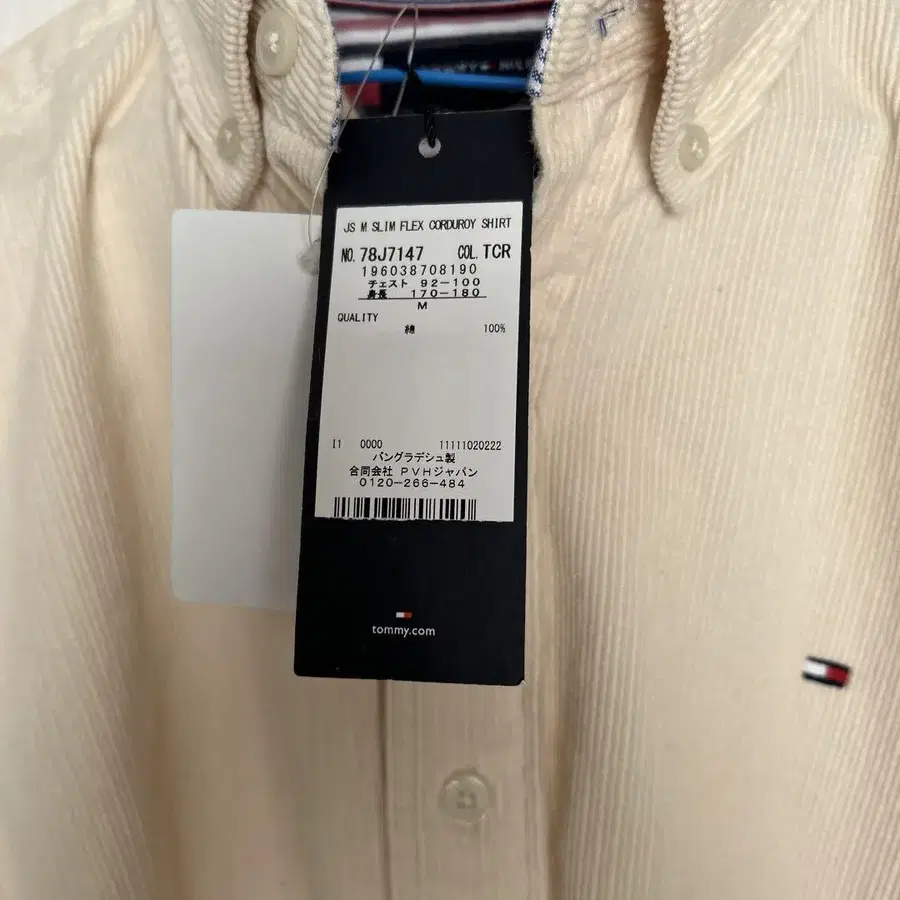 JS M SLIM FLEX CORDUROY SHIRT
NO. 78J7147 COL. TCR
196038708190
チェスト 92-100
身長 170-180
M
QUALITY
綿 100%
I1 0000 11111020222
バングラデシュ製
合同会社 PVHジャパン
0120-266-484
tommy.com